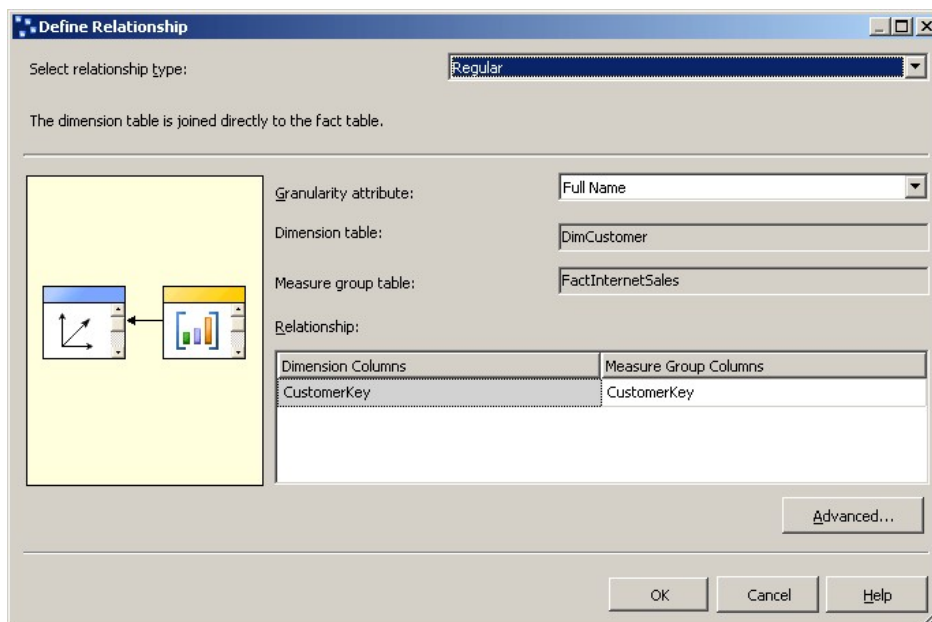 Define Relationship
Select relationship type: Regular
The dimension table is joined directly to the fact table.
Granularity attribute: Full Name
Dimension table: DimCustomer
Measure group table: FactInternetSales
Relationship:
Dimension Columns Measure Group Columns
CustomerKey CustomerKey
Advanced...
OK Cancel Help